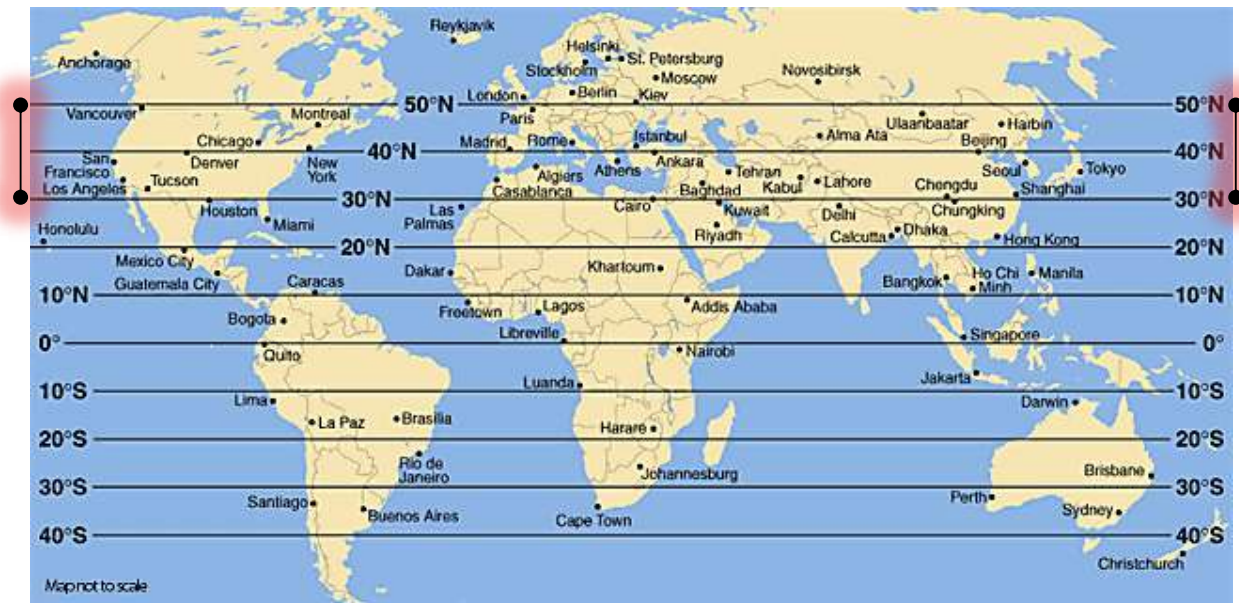 Reykjavik
Helsinki
St. Petersburg
Anchorage
Stockholm
Moscow
Novosibirsk
London
Berlin
Kiev
50°N
50°N
Vancouver
Montreal
Paris
Ulaanbaatar
Harbin
Chicago
Madrid
Rome
Istanbul
Alma Ata
Beijing
40°N
40°N
San
Francisco
Denver
New
York
Algiers
Athens
Ankara
Tehran
Seoul
Tokyo
Los Angeles
Tucson
Casablanca
Baghdad
Kabul
Lahore
Chengdu
Shanghai
30°N
30°N
Houston
Miami
Las
Palmas
Cairo
Kuwait
Delhi
Chungking
Honolulu
Riyadh
Calcutta
Dhaka
Hong Kong
20°N
20°N
Mexico City
Guatemala City
Caracas
Dakar
Khartoum
Bangkok
Ho Chi
Minh
Manila
10°N
10°N
Bogota
Freetown
Lagos
Addis Ababa
Libreville
Singapore
0°
0°
Quito
Nairobi
Luanda
Jakarta
10°S
10°S
Lima
Darwin
La Paz
Brasilia
Harare
20°S
20°S
Rio de
Janeiro
Johannesburg
Brisbane
30°S
30°S
Santiago
Buenos Aires
Cape Town
Perth
Sydney
40°S
40°S
Christchurch
Map not to scale